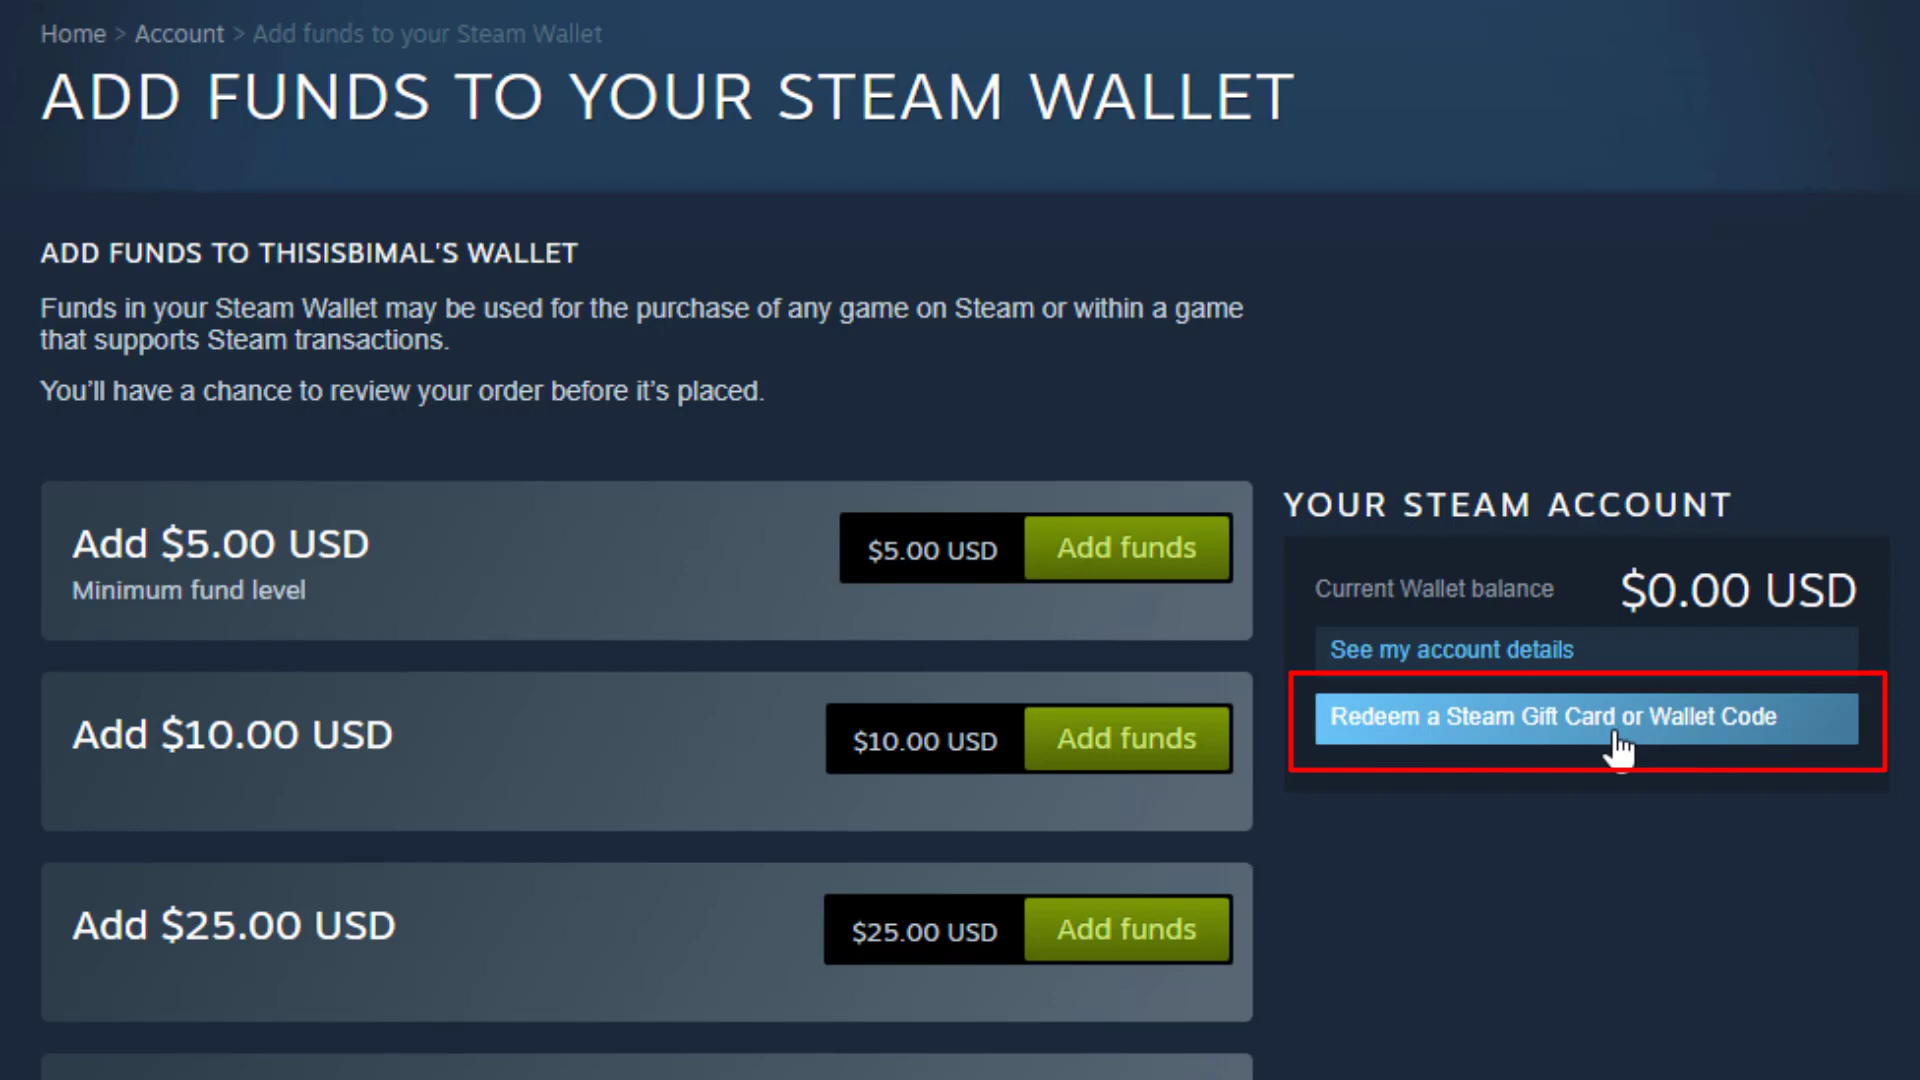 Home > Account > Add funds to your Steam Wallet
ADD FUNDS TO YOUR STEAM WALLET
ADD FUNDS TO THISISBIMAL'S WALLET
Funds in your Steam Wallet may be used for the purchase of any game on Steam or within a game
that supports Steam transactions.
You’ll have a chance to review your order before it’s placed.
Add $5.00 USD
Minimum fund level
$5.00 USD
Add funds
Add $10.00 USD
$10.00 USD
Add funds
Add $25.00 USD
$25.00 USD
Add funds
YOUR STEAM ACCOUNT
Current Wallet balance
$0.00 USD
See my account details
Redeem a Steam Gift Card or Wallet Code